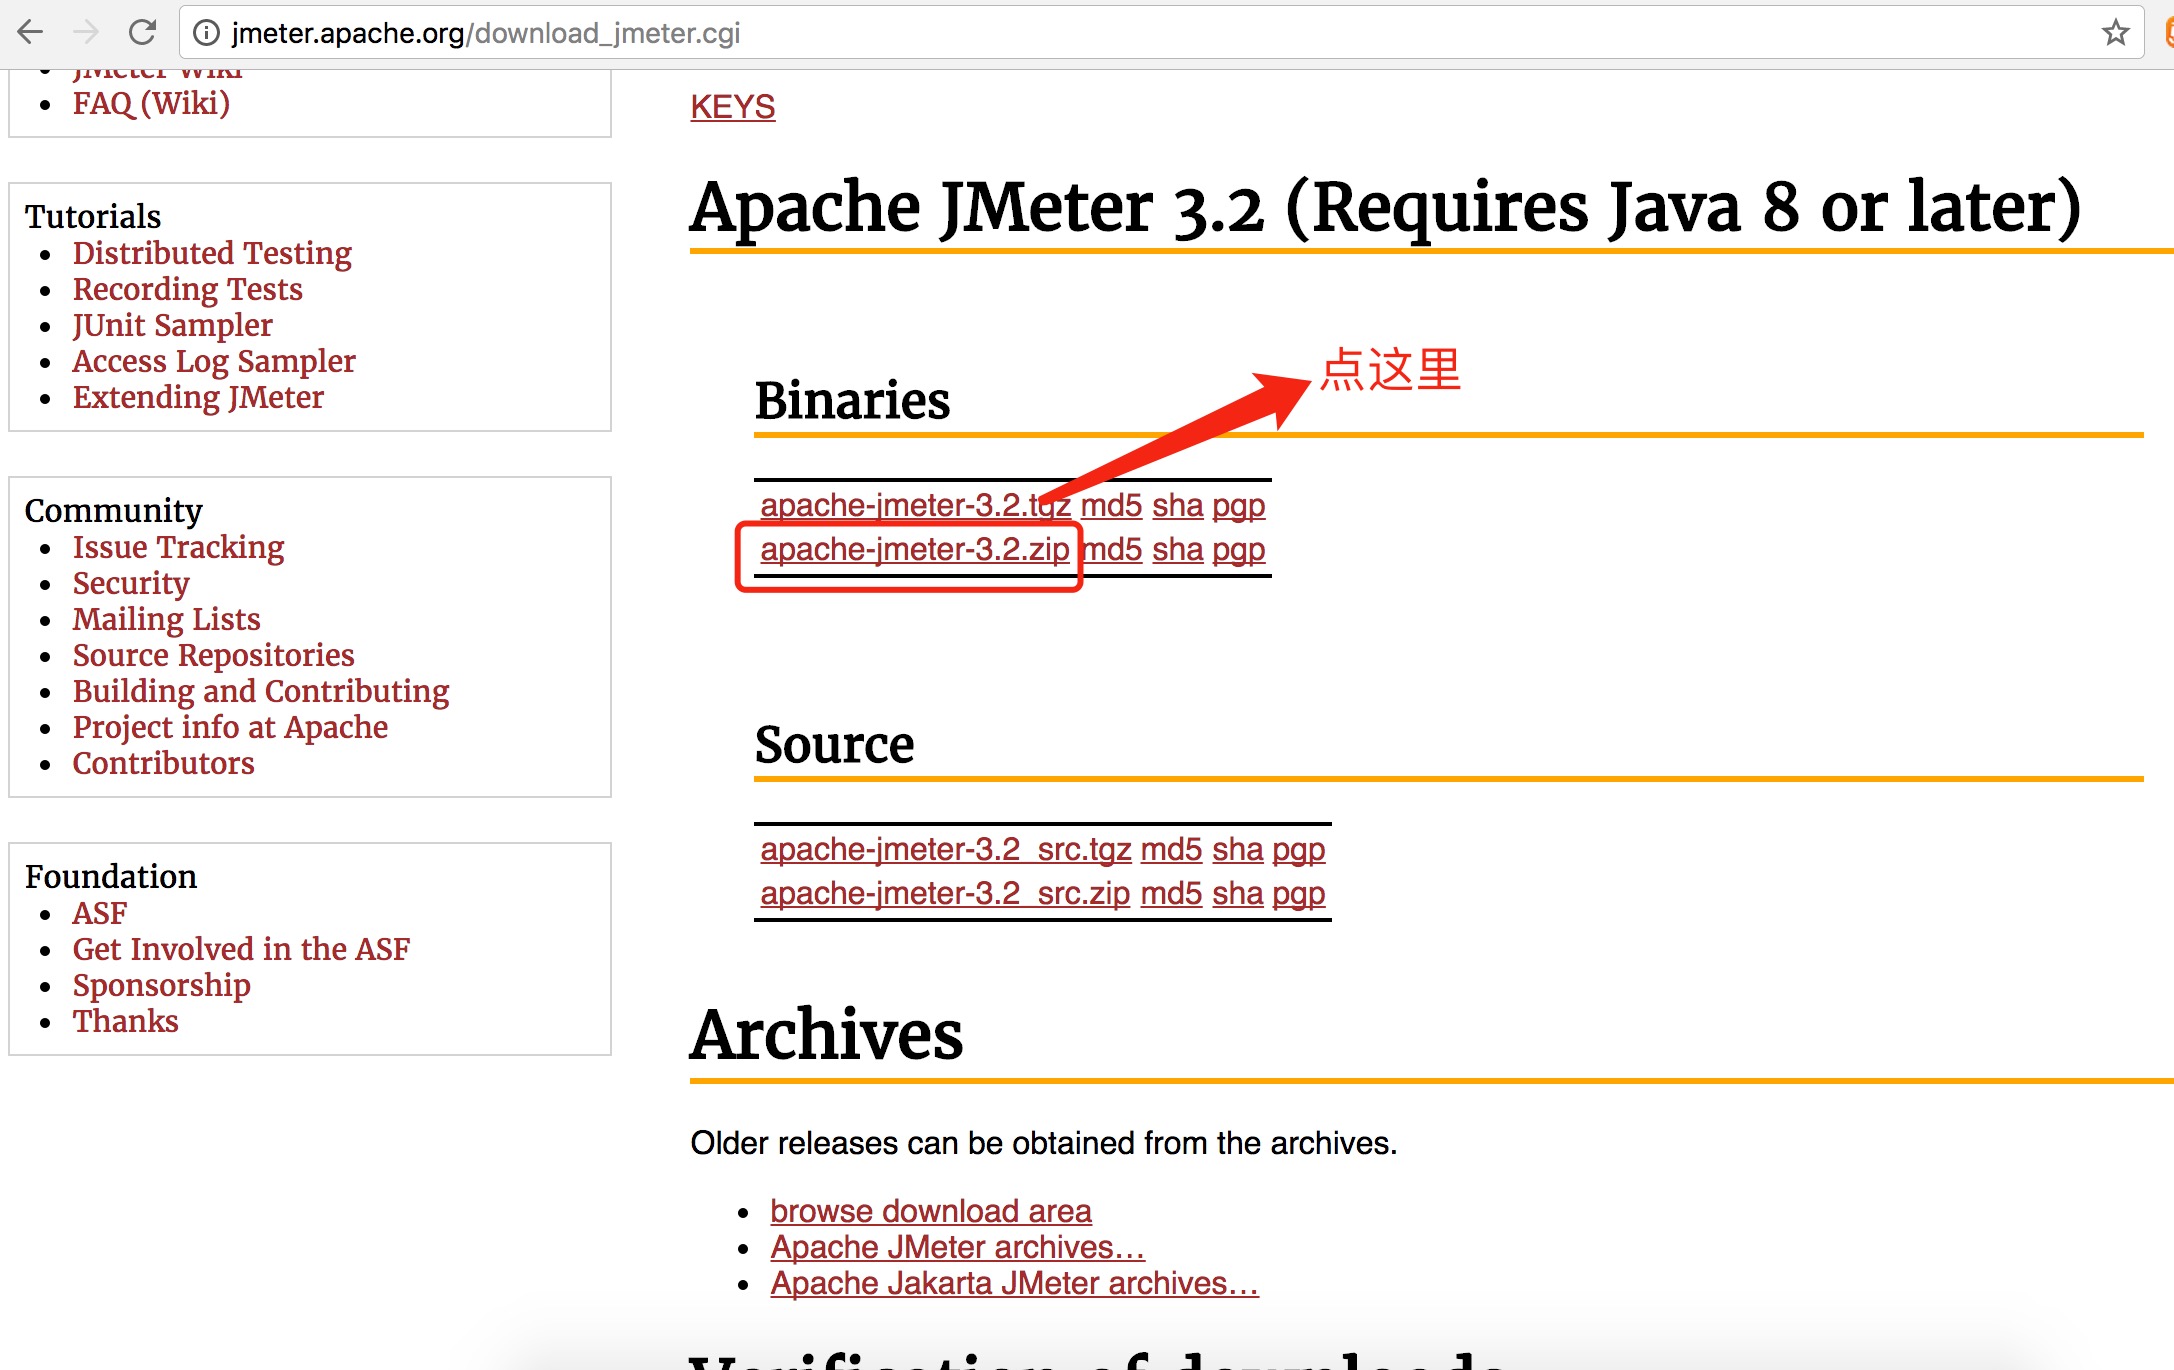 jmeter.apache.org/download_jmeter.cgi
JMeter Wiki
FAQ (Wiki)
Tutorials
Distributed Testing
Recording Tests
JUnit Sampler
Access Log Sampler
Extending JMeter
Community
Issue Tracking
Security
Mailing Lists
Source Repositories
Building and Contributing
Project info at Apache
Contributors
Foundation
ASF
Get Involved in the ASF
Sponsorship
Thanks
KEYS
Apache JMeter 3.2 (Requires Java 8 or later)
点这里
Binaries
apache-jmeter-3.2.tgz md5 sha pgp
apache-jmeter-3.2.zip md5 sha pgp
Source
apache-jmeter-3.2_src.tgz md5 sha pgp
apache-jmeter-3.2_src.zip md5 sha pgp
Archives
Older releases can be obtained from the archives.
browse download area
Apache JMeter archives…
Apache Jakarta JMeter archives…
Verification of downloads